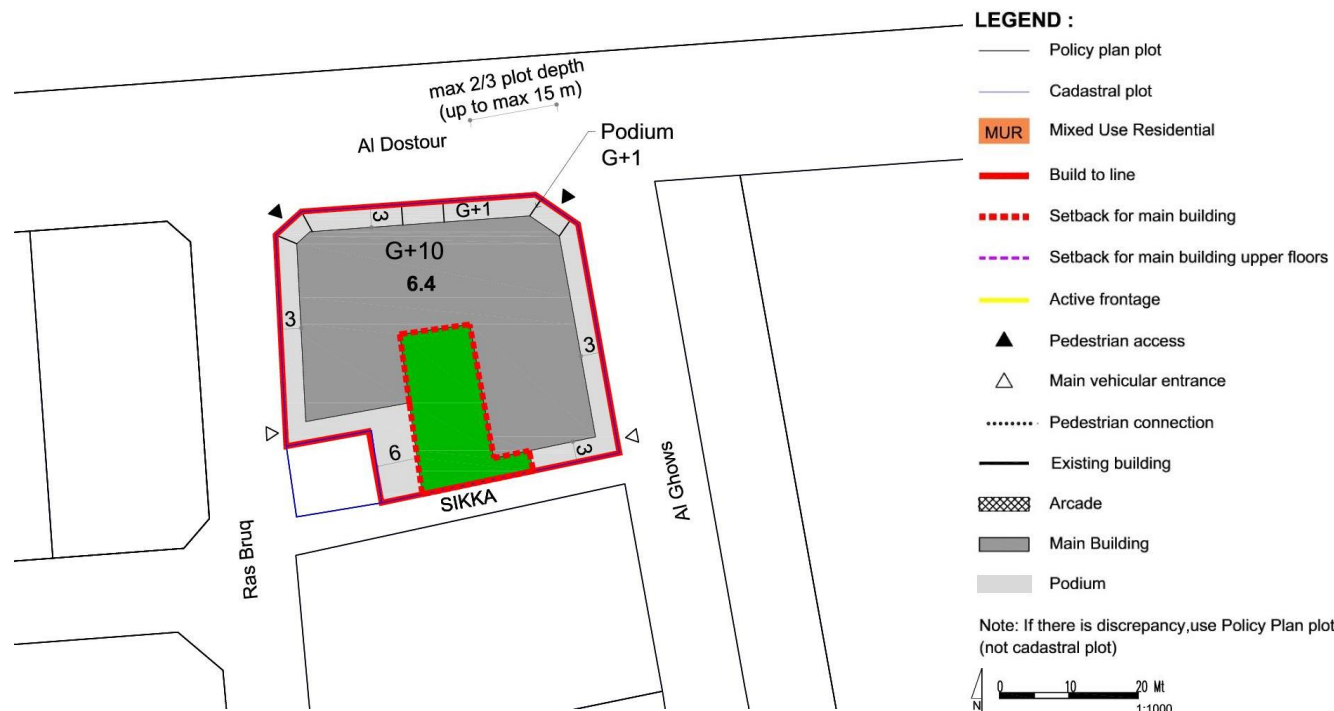 LEGEND :
Policy plan plot
Cadastral plot
MUR Mixed Use Residential
Build to line
Setback for main building
Setback for main building upper floors
Active frontage
Pedestrian access
Main vehicular entrance
Pedestrian connection
Existing building
Arcade
Main Building
Podium
Note: If there is discrepancy,use Policy Plan plot
(not cadastral plot)
N
0 10 20 Mt
1:1000
max 2/3 plot depth
(up to max 15 m)
Al Dostour
Podium
G+1
3
G+1
G+10
6.4
3
3
6
3
SIKKA
Al Ghows
Ras Bruq